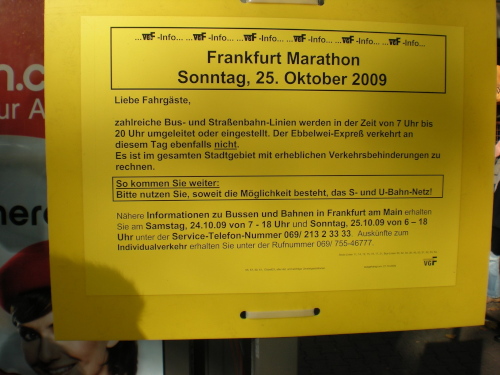 ...VGF-Info... ...VGF-Info... ...VGF-Info... ...VGF-Info... ...VGF-Info...
Frankfurt Marathon
Sonntag, 25. Oktober 2009
Liebe Fahrgäste,
zahlreiche Bus- und Straßenbahn-Linien werden in der Zeit von 7 Uhr bis
20 Uhr umgeleitet oder eingestellt. Der Ebbelwei-Expreß verkehrt an
diesem Tag ebenfalls nicht.
Es ist im gesamten Stadtgebiet mit erheblichen Verkehrsbehinderungen zu
rechnen.
So kommen Sie weiter:
Bitte nutzen Sie, soweit die Möglichkeit besteht, das S- und U-Bahn-Netz!
Nähere Informationen zu Bussen und Bahnen in Frankfurt am Main erhalten
Sie am Samstag, 24.10.09 von 7 - 18 Uhr und Sonntag, 25.10.09 von 6 – 18
Uhr unter der Service-Telefon-Nummer 069/ 213 2 33 33. Auskünfte zum
Individualverkehr erhalten Sie unter der Rufnummer 069/ 755-46777.
VGF
n.c
ur A